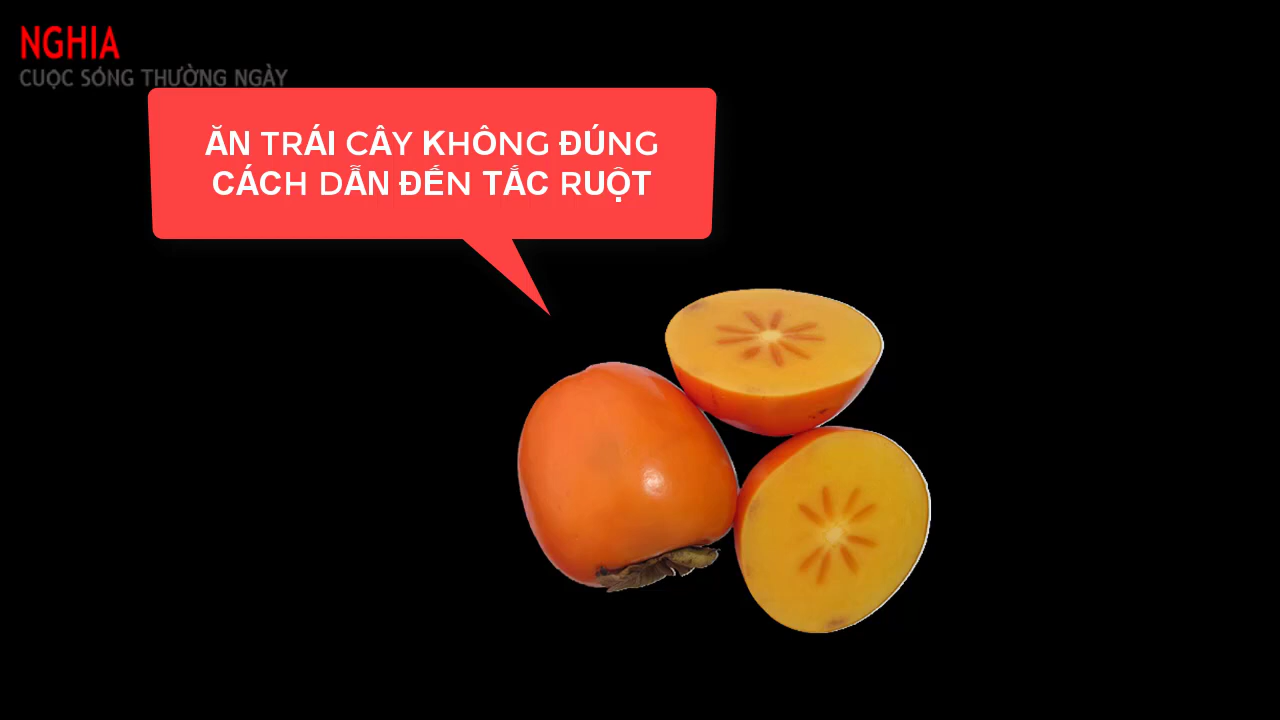 NGHIA
CUỘC SỐNG THƯỜNG NGÀY
ĂN TRÁI CÂY KHÔNG ĐÚNG
CÁCH DẪN ĐẾN TẮC RUỘT